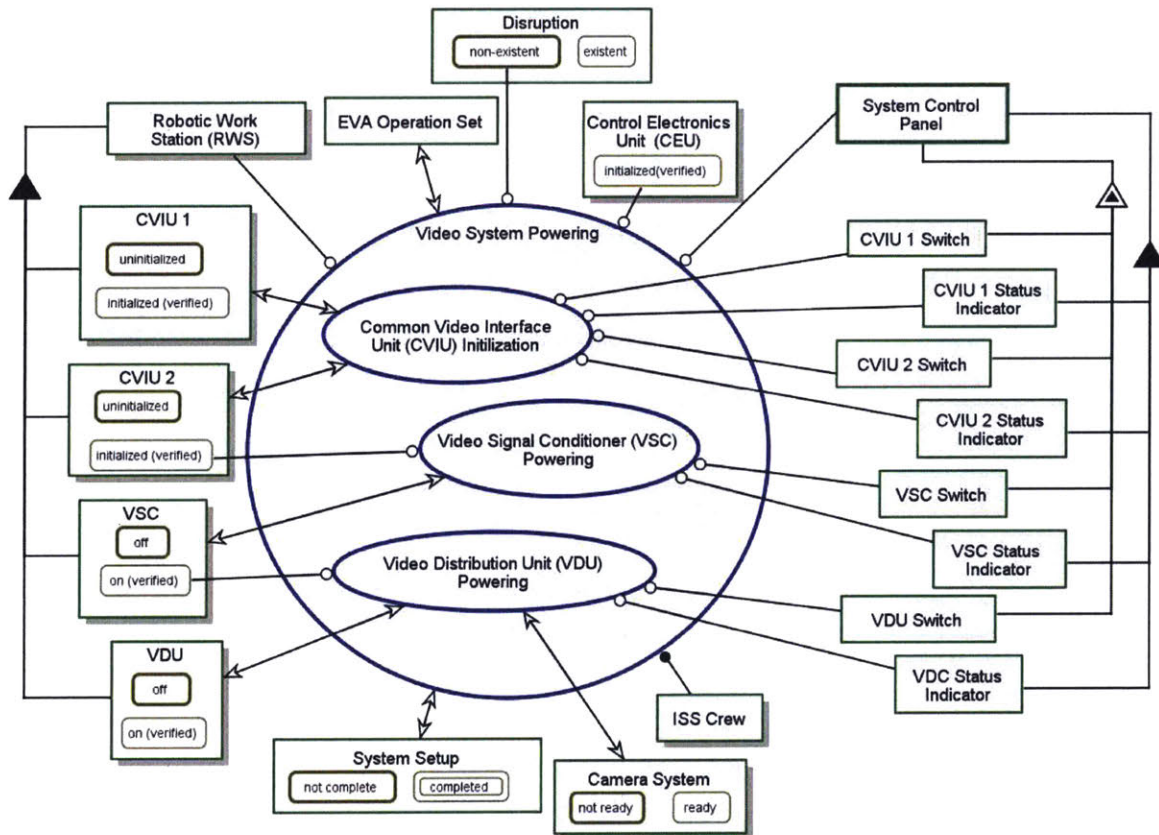 Disruption
non-existent
existent
Robotic Work
Station (RWS)
EVA Operation Set
Control Electronics
Unit (CEU)
initialized(verified)
System Control
Panel
CVIU 1
uninitialized
initialized (verified)
Video System Powering
CVIU 1 Switch
CVIU 1 Status
Indicator
Common Video Interface
Unit (CVIU) Initilization
CVIU 2 Switch
CVIU 2
uninitialized
initialized (verified)
CVIU 2 Status
Indicator
Video Signal Conditioner (VSC)
Powering
VSC Switch
VSC
off
on (verified)
VSC Status
Indicator
Video Distribution Unit (VDU)
Powering
VDU Switch
VDU
off
on (verified)
VDC Status
Indicator
ISS Crew
System Setup
not complete
completed
Camera System
not ready
ready